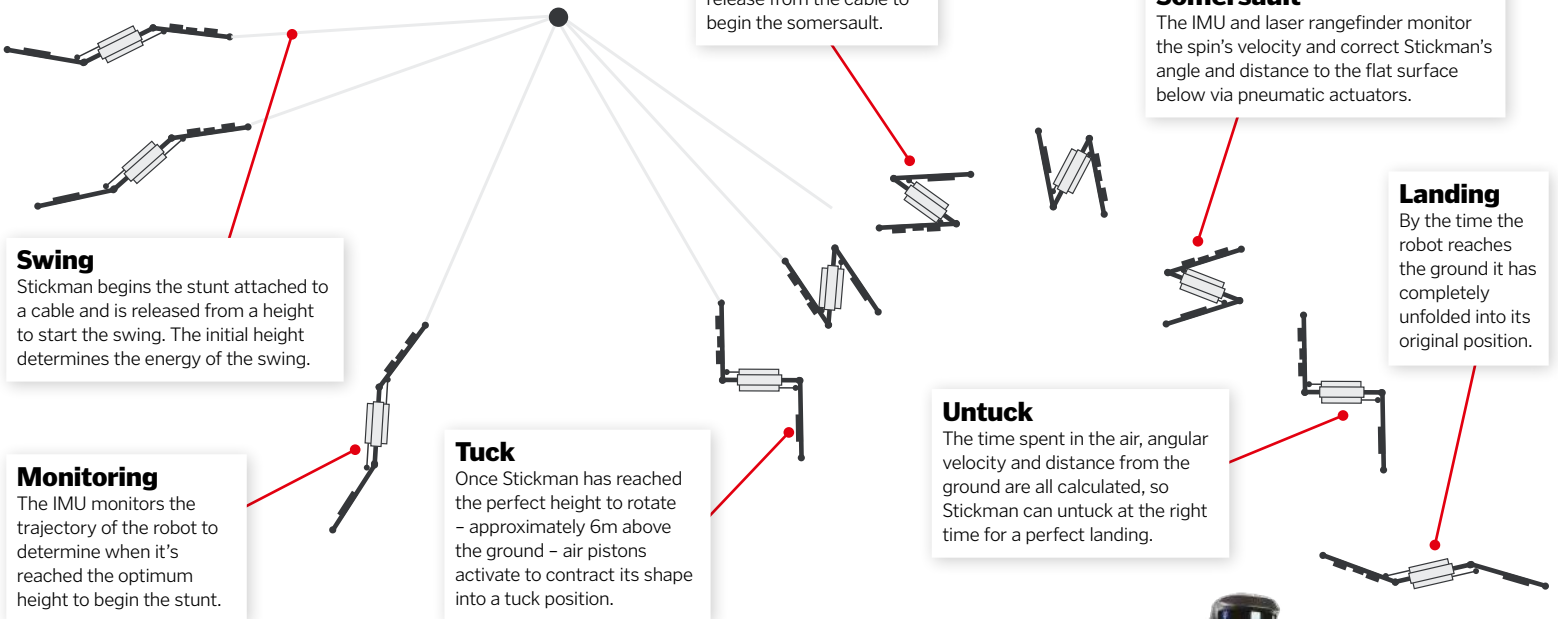 release from the cable to
begin the somersault.
Somersault
The IMU and laser rangefinder monitor
the spin's velocity and correct Stickman's
angle and distance to the flat surface
below via pneumatic actuators.
Landing
By the time the
robot reaches
the ground it has
completely
unfolded into its
original position.
Swing
Stickman begins the stunt attached to
a cable and is released from a height
to start the swing. The initial height
determines the energy of the swing.
Monitoring
The IMU monitors the
trajectory of the robot to
determine when it's
reached the optimum
height to begin the stunt.
Tuck
Once Stickman has reached
the perfect height to rotate
– approximately 6m above
the ground – air pistons
activate to contract its shape
into a tuck position.
Untuck
The time spent in the air, angular
velocity and distance from the
ground are all calculated, so
Stickman can untuck at the right
time for a perfect landing.